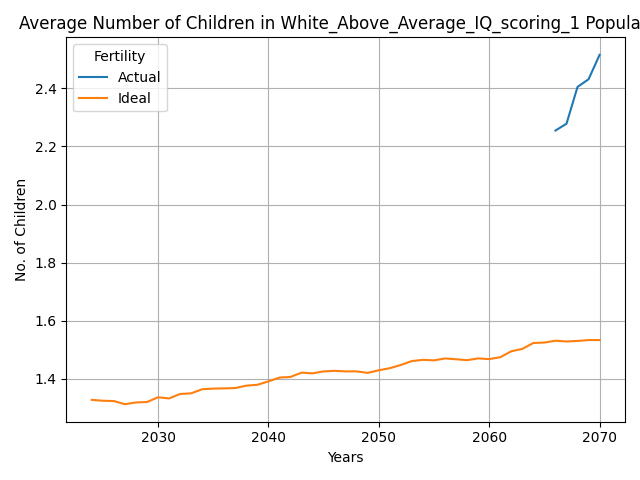 Average Number of Children in White_Above_Average_IQ_scoring_1 Popula
Fertility
Actual
Ideal
No. of Children
2.4
2.2
2.0
1.8
1.6
1.4
2030 2040 2050 2060 2070
Years